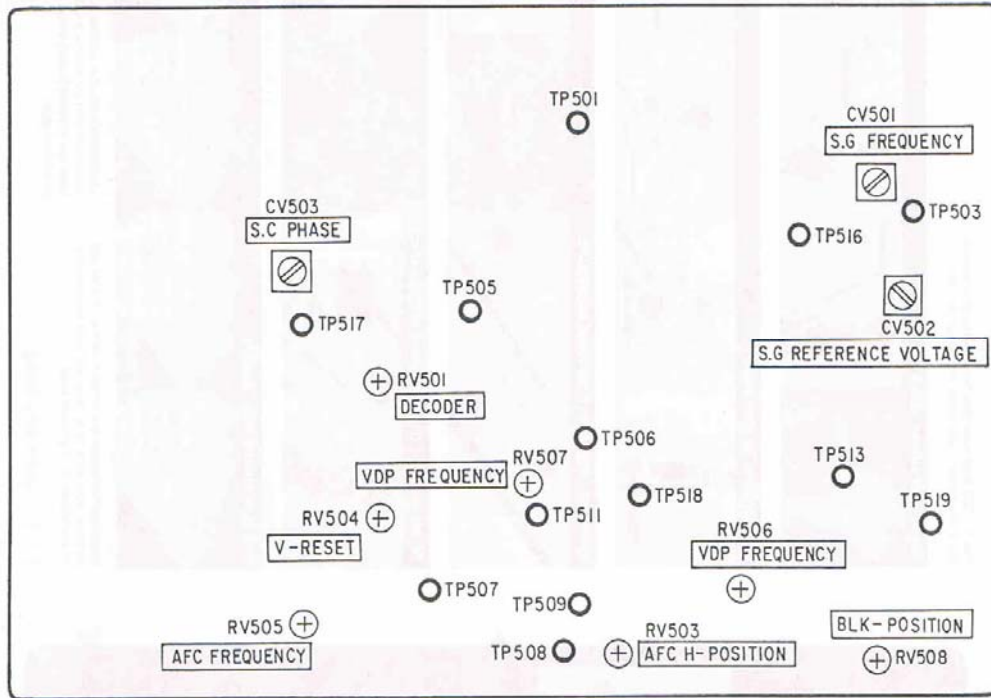 TP501
CV501
S.G FREQUENCY
CV503
S.C PHASE
TP503
TP516
TP505
TP517
CV502
S.G REFERENCE VOLTAGE
RV501
DECODER
TP506
RV507
VDP FREQUENCY
TP513
TP518
TP511
TP519
RV504
V-RESET
RV506
VDP FREQUENCY
TP507
TP509
RV505
AFC FREQUENCY
BLK-POSITION
RV503
AFC H-POSITION
TP508
RV508